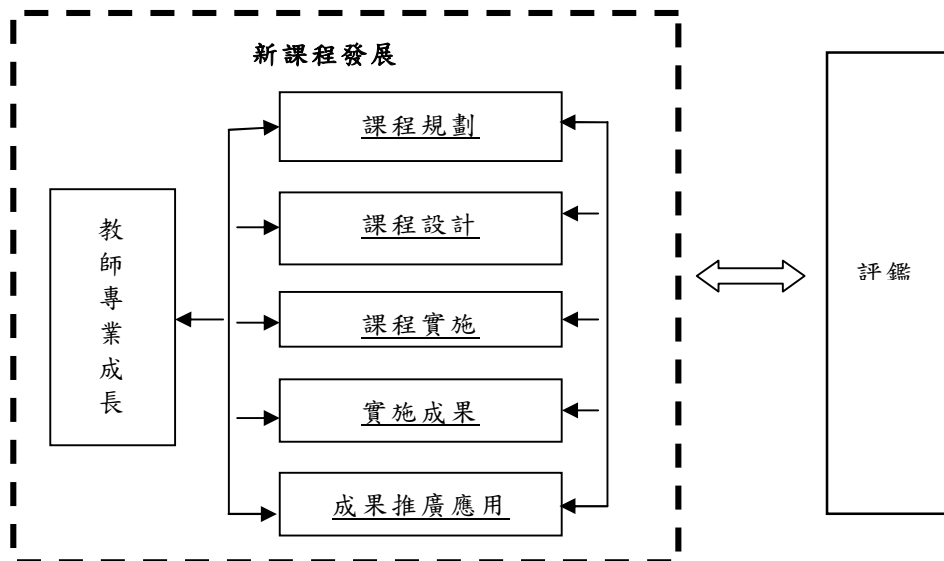 新課程發展
課程規劃
課程設計
課程實施
實施成果
成果推廣應用
教師專業成長
評鑑